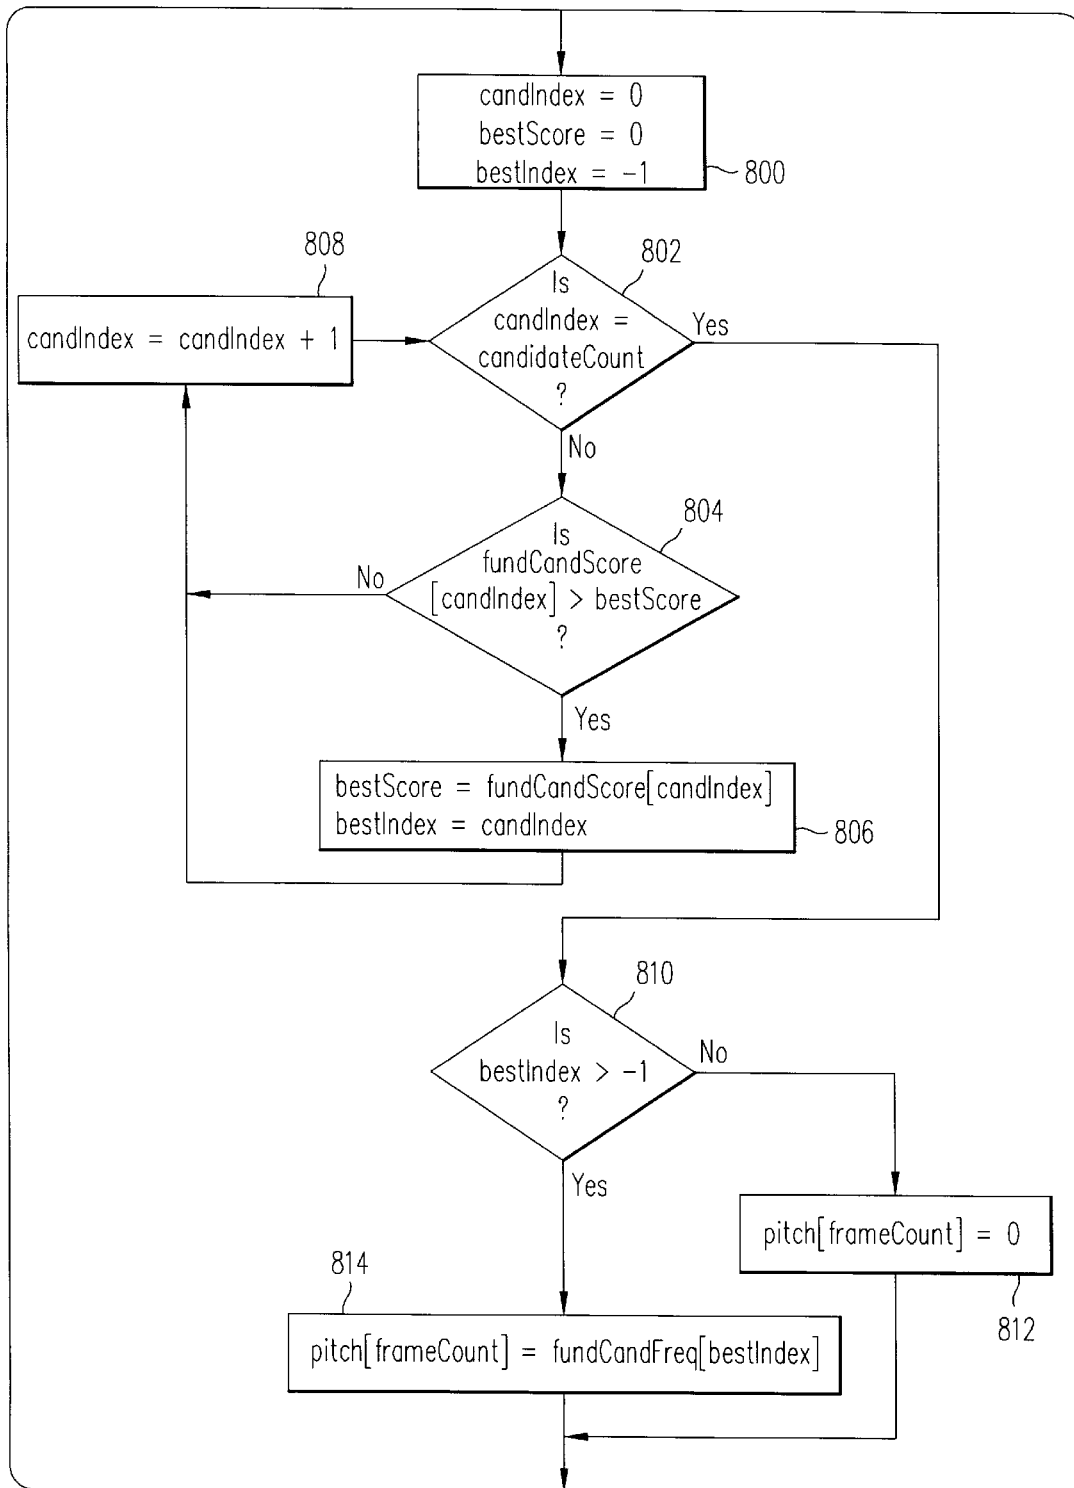 candIndex = 0
bestScore = 0
bestIndex = -1
800
808
802
candIndex = candIndex + 1
Is
candIndex =
candidateCount
?
Yes
No
804
Is
fundCandScore
[candIndex] > bestScore
?
No
Yes
bestScore = fundCandScore[candIndex]
bestIndex = candIndex
806
810
Is
bestIndex > -1
?
No
Yes
pitch[frameCount] = 0
812
814
pitch[frameCount] = fundCandFreq[bestIndex]